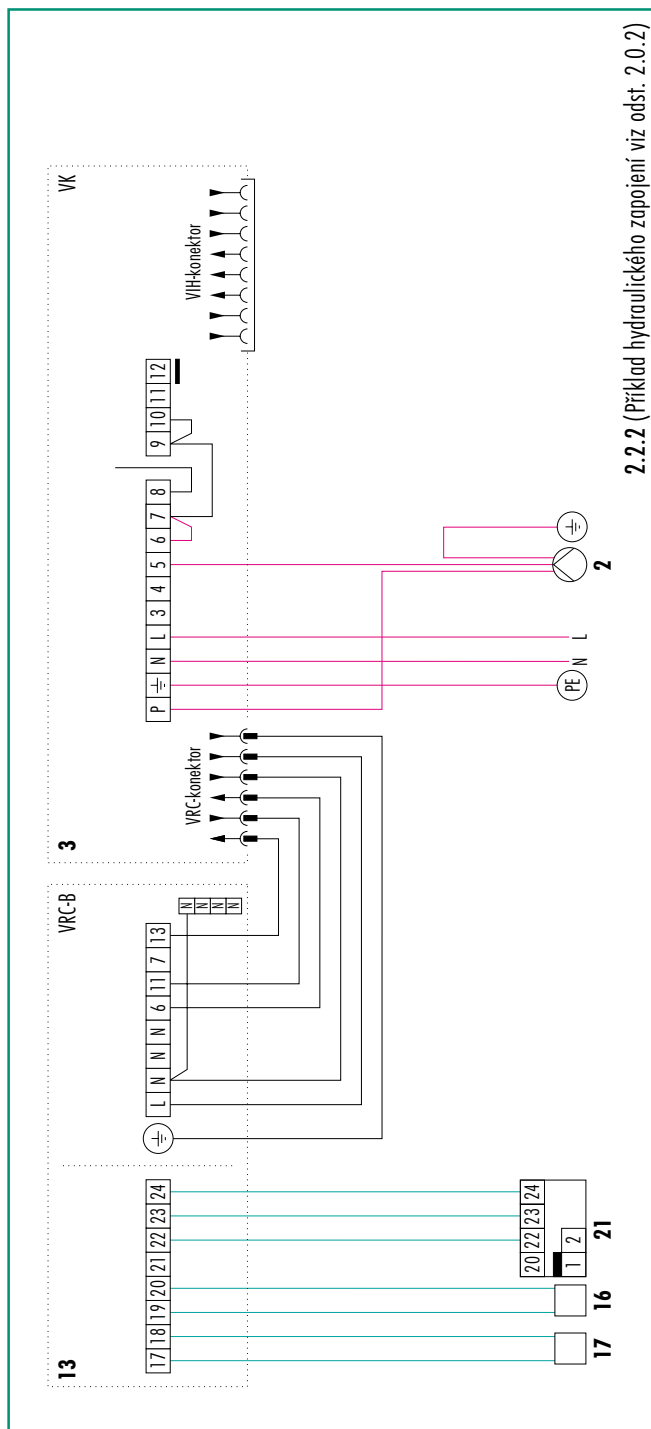 VRC-B
VK
13
3
17 18 19 20 21 22 23 24
L N N N 6 11 7 13
N N N N
VRC-konektor
P N L 3 4 5 6 7 8
9 10 11 12
VIH-konektor
17
16
20 22 23 24
1 2
21
PE
N
L
2
2.2.2 (Příklad hydraulického zapojení viz odst. 2.0.2)